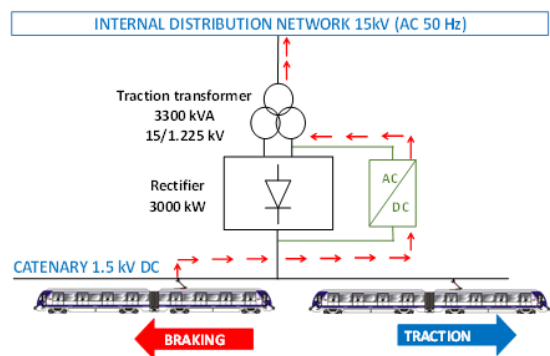 INTERNAL DISTRIBUTION NETWORK 15kV (AC 50 Hz)
Traction transformer
3300 kVA
15/1.225 kV
Rectifier
3000 kW
AC
DC
CATENARY 1.5 kV DC
BRAKING
TRACTION